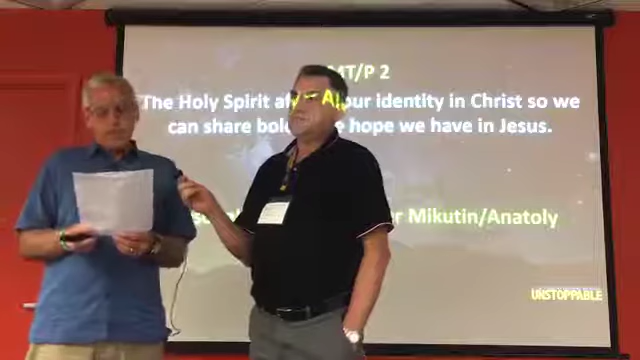 MT/P 2
The Holy Spirit our identity in Christ so we
can share hope we have in Jesus.
Mikutin/Anatoly
UNSTOPPABLE